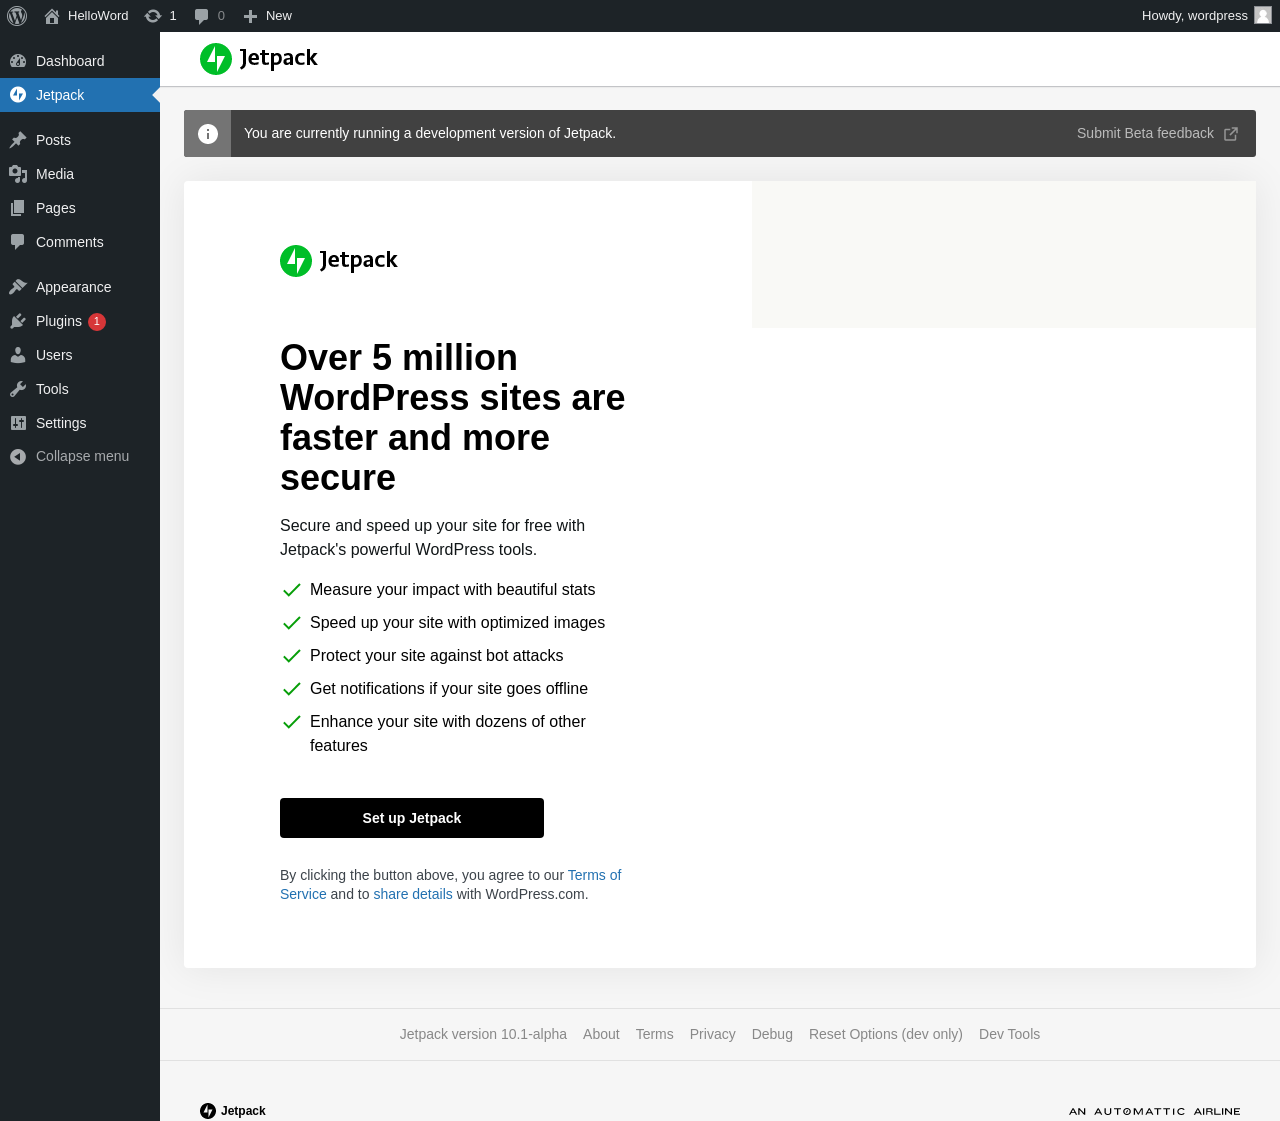 HelloWord 1 0 New Howdy, wordpress
Dashboard
Jetpack
Posts
Media
Pages
Comments
Appearance
Plugins 1
Users
Tools
Settings
Collapse menu
Jetpack
You are currently running a development version of Jetpack. Submit Beta feedback
Jetpack
Over 5 million
WordPress sites are
faster and more
secure
Secure and speed up your site for free with
Jetpack's powerful WordPress tools.
Measure your impact with beautiful stats
Speed up your site with optimized images
Protect your site against bot attacks
Get notifications if your site goes offline
Enhance your site with dozens of other
features
Set up Jetpack
By clicking the button above, you agree to our Terms of
Service and to share details with WordPress.com.
Jetpack version 10.1-alpha About Terms Privacy Debug Reset Options (dev only) Dev Tools
Jetpack AN AUTOMATTIC AIRLINE